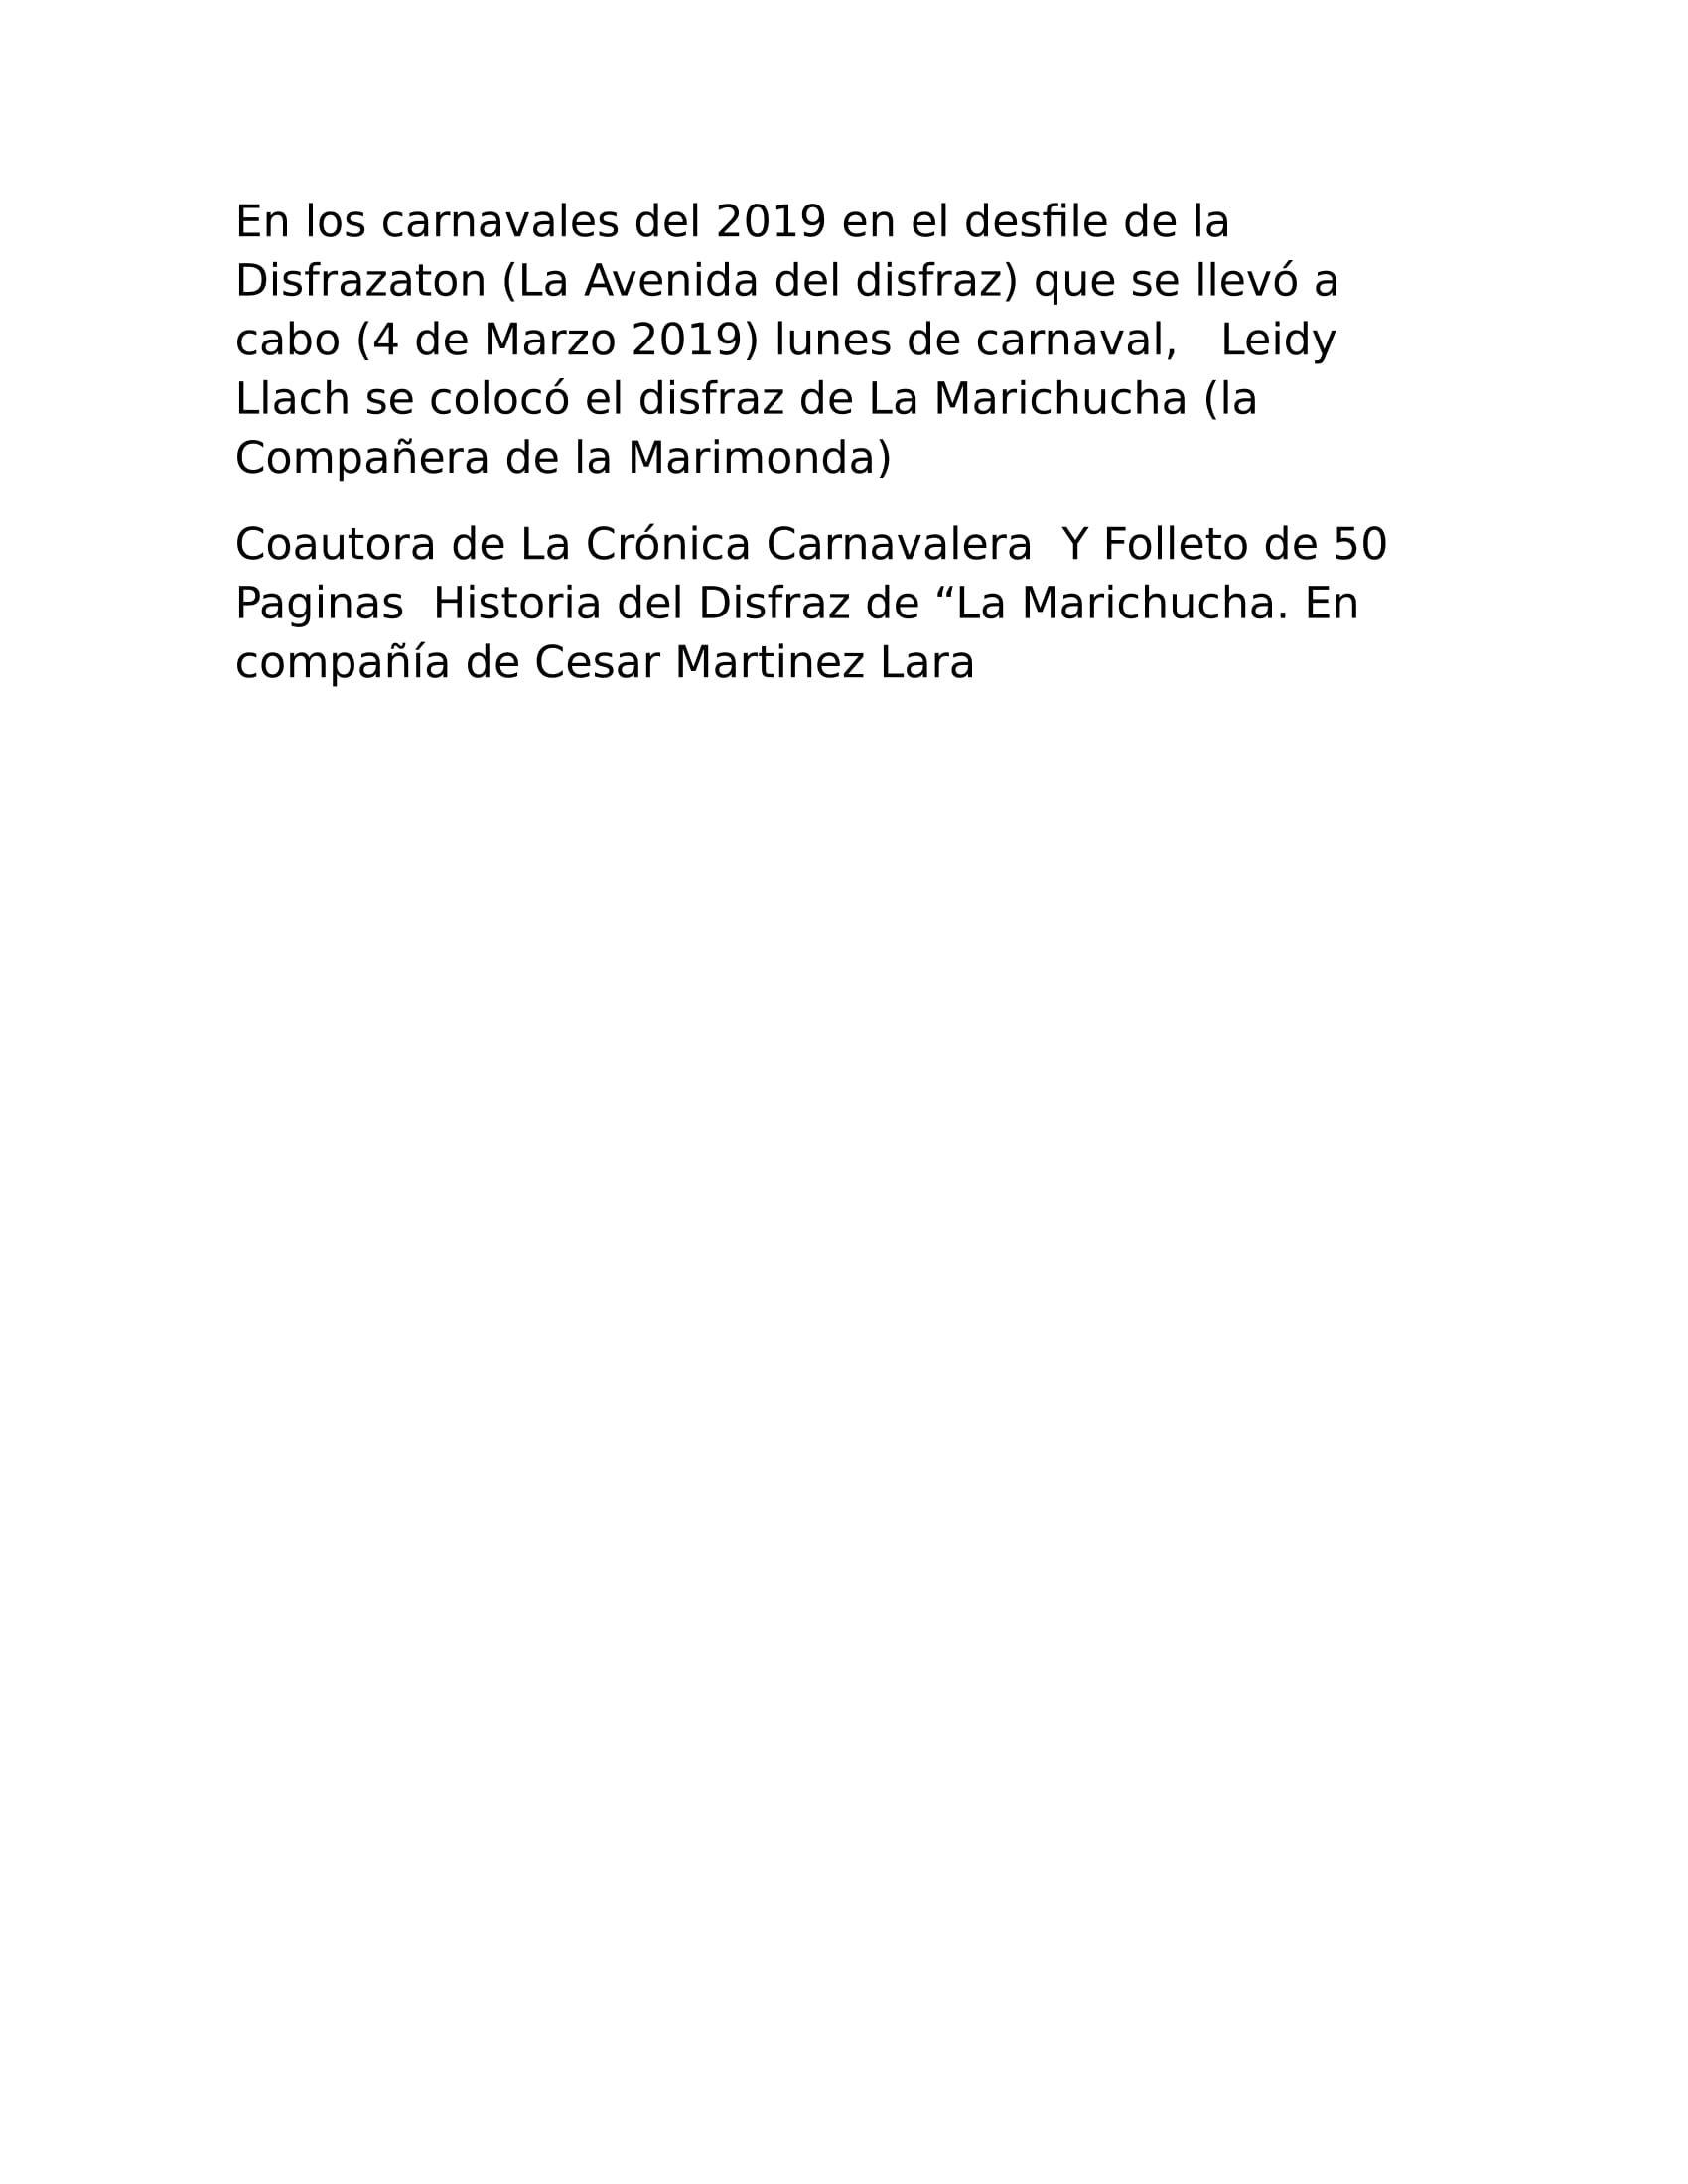 En los carnavales del 2019 en el desfile de la
Disfrazaton (La Avenida del disfraz) que se llevó a
cabo (4 de Marzo 2019) lunes de carnaval,   Leidy
Llach se colocó el disfraz de La Marichucha (la
Compañera de la Marimonda)
Coautora de La Crónica Carnavalera  Y Folleto de 50
Paginas  Historia del Disfraz de “La Marichucha. En
compañía de Cesar Martinez Lara